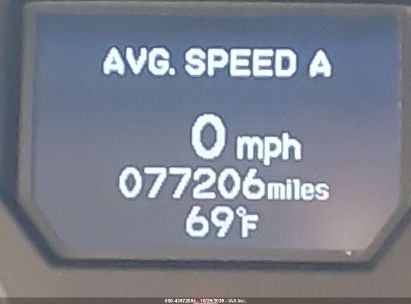 AVG. SPEED A
0 mph
077206miles
69°F